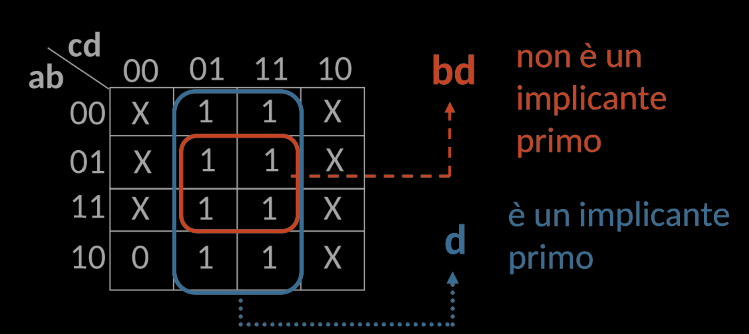 cd
ab
00 01 11 10
00 X 1 1 X
01 X 1 1 X
11 X 1 1 X
10 0 1 1 X
bd
non è un
implicante
primo
d
è un implicante
primo